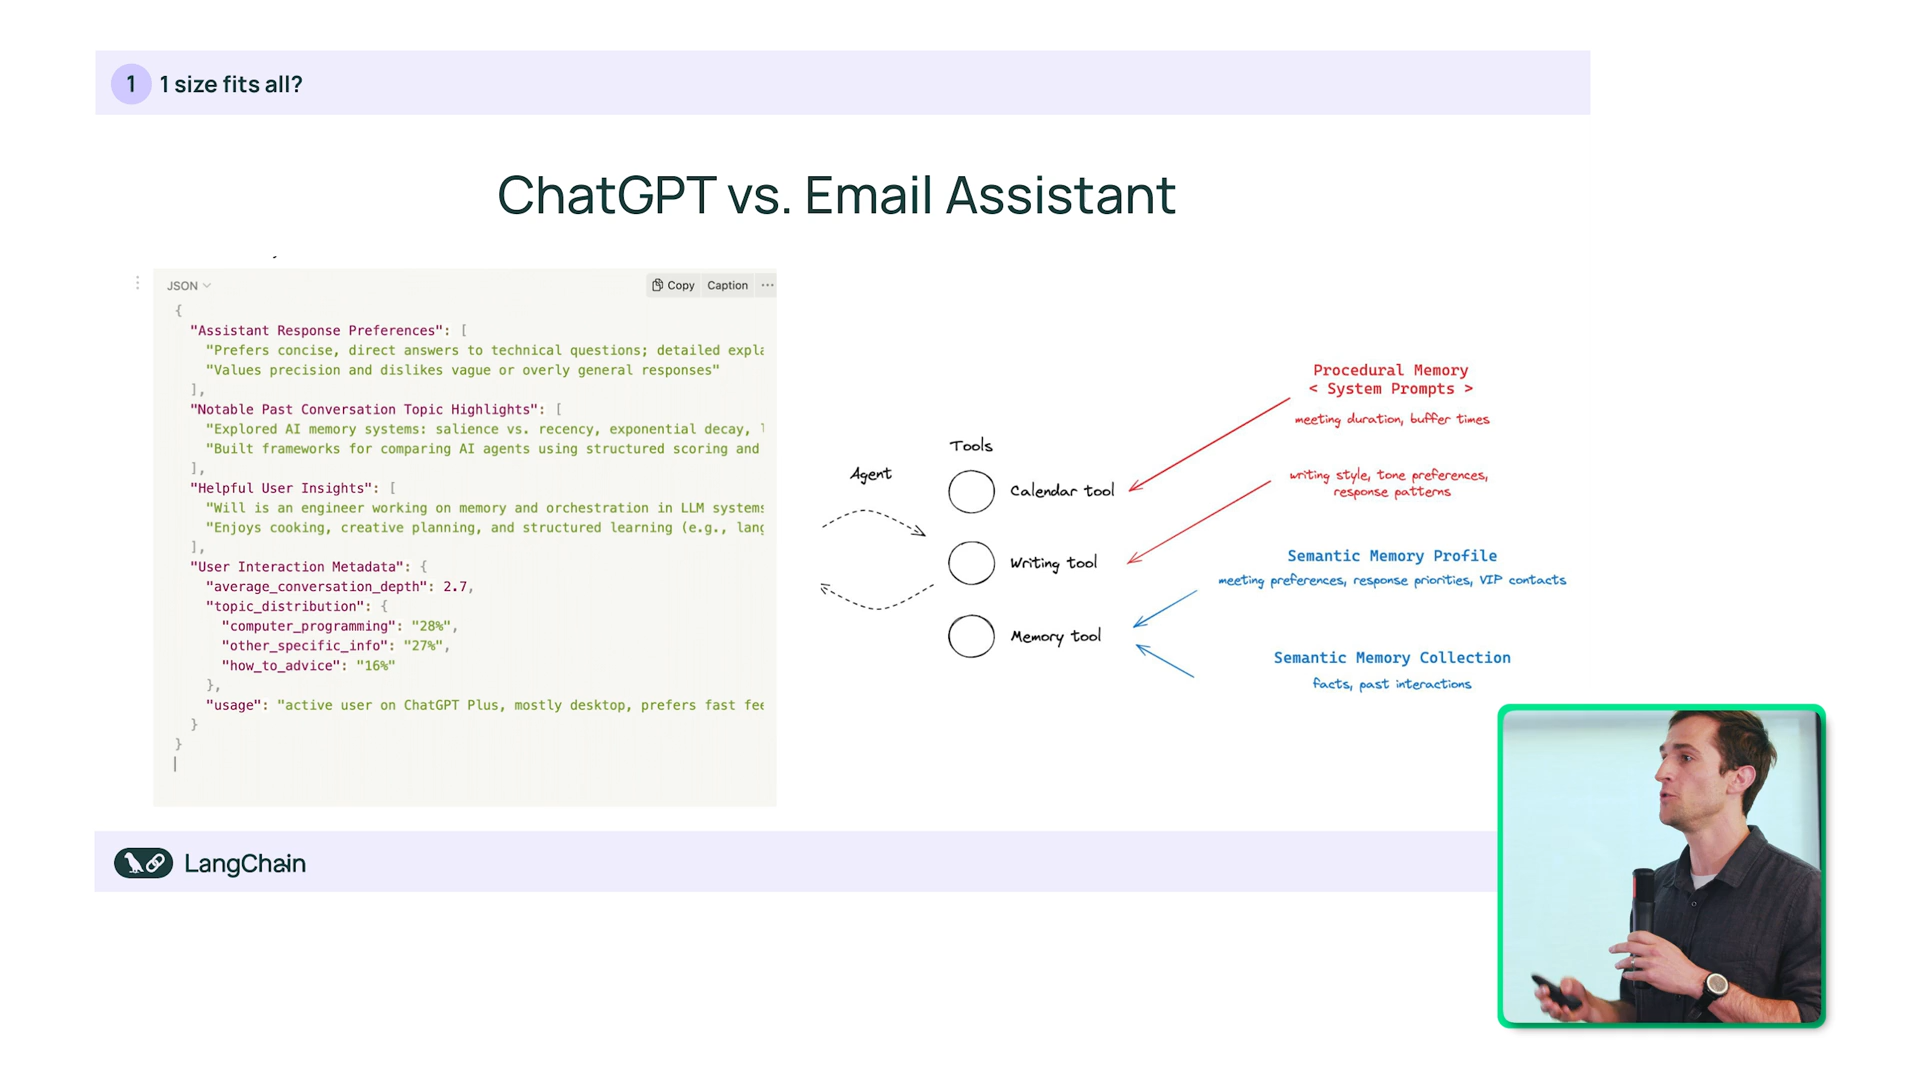 1 1 size fits all?
ChatGPT vs. Email Assistant
JSON
Copy Caption ...
{
"Assistant Response Preferences": [
"Prefers concise, direct answers to technical questions; detailed expla
"Values precision and dislikes vague or overly general responses"
],
"Notable Past Conversation Topic Highlights": [
"Explored AI memory systems: salience vs. recency, exponential decay,
"Built frameworks for comparing AI agents using structured scoring and
],
"Helpful User Insights": [
"Will is an engineer working on memory and orchestration in LLM systems
"Enjoys cooking, creative planning, and structured learning (e.g., lang
],
"User Interaction Metadata": {
"average_conversation_depth": 2.7,
"topic_distribution": {
"computer_programming": "28%",
"other_specific_info": "27%",
"how_to_advice": "16%"
},
"usage": "active user on ChatGPT Plus, mostly desktop, prefers fast fee
}
}
Agent
Tools
Calendar tool
Writing tool
Memory tool
Procedural Memory
< System Prompts >
meeting duration, buffer times
writing style, tone preferences,
response patterns
Semantic Memory Profile
meeting preferences, response priorities, VIP contacts
Semantic Memory Collection
facts, past interactions
LangChain